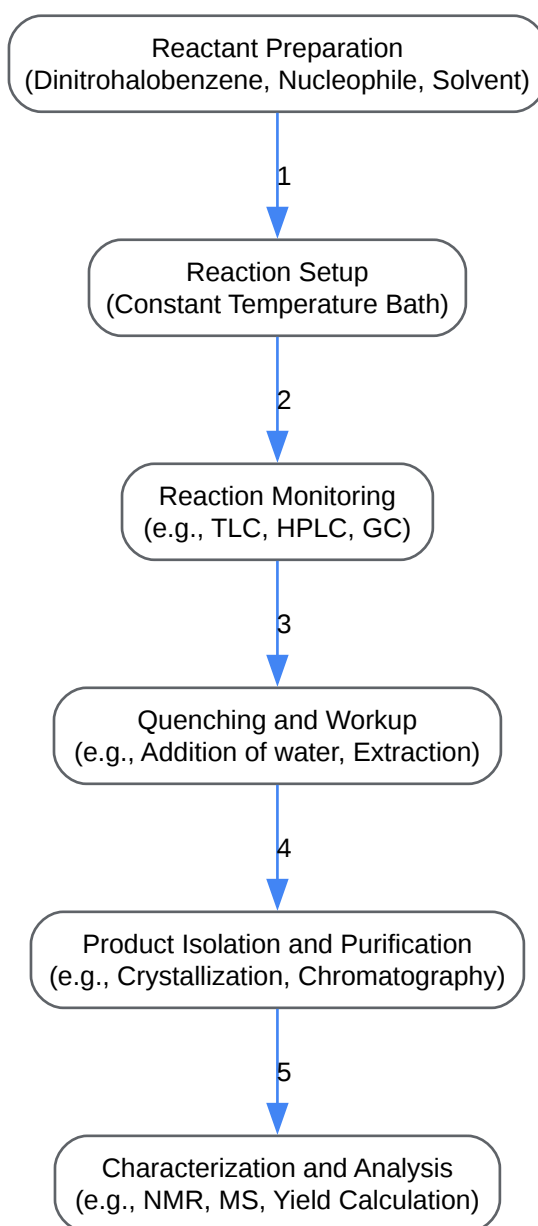 Reactant Preparation
(Dinitrohalobenzene, Nucleophile, Solvent)
1
Reaction Setup
(Constant Temperature Bath)
2
Reaction Monitoring
(e.g., TLC, HPLC, GC)
3
Quenching and Workup
(e.g., Addition of water, Extraction)
4
Product Isolation and Purification
(e.g., Crystallization, Chromatography)
5
Characterization and Analysis
(e.g., NMR, MS, Yield Calculation)